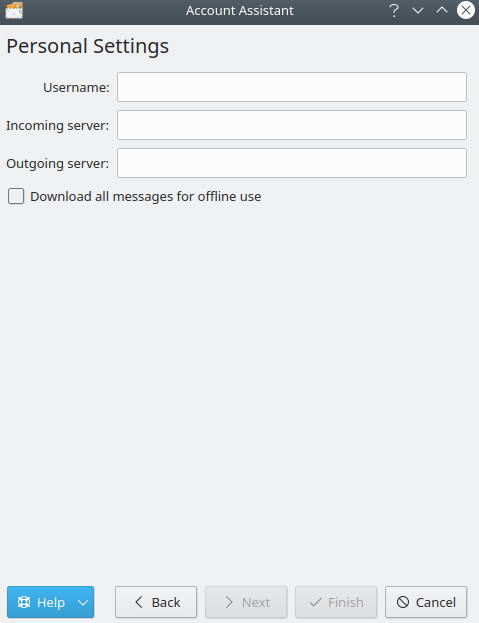 Account Assistant
Personal Settings
Username:
Incoming server:
Outgoing server:
Download all messages for offline use
Help Back Next Finish Cancel